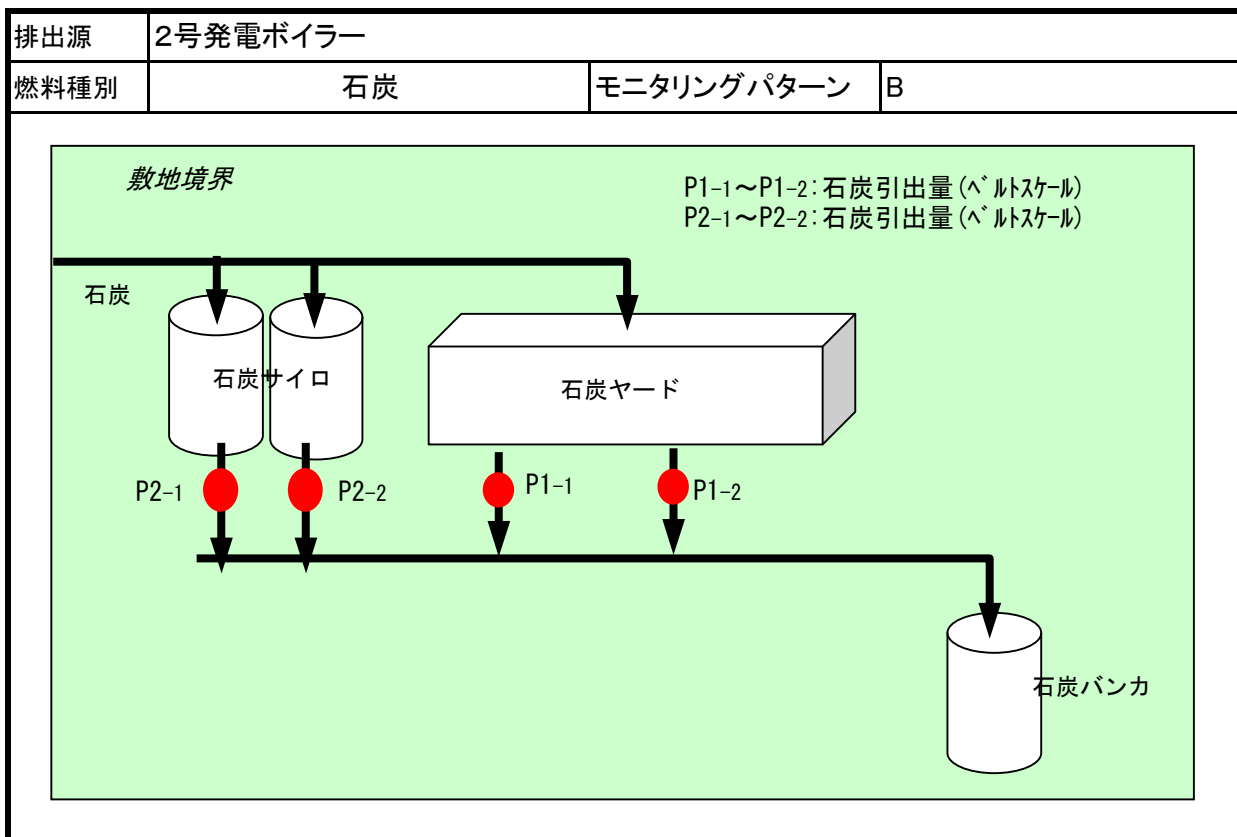 排出源 2号発電ボイラー
燃料種別 石炭 モニタリングパターン B
敷地境界
P1-1～P1-2:石炭引出量(ﾍﾞﾙﾄｽｹｰﾙ)
P2-1～P2-2:石炭引出量(ﾍﾞﾙﾄｽｹｰﾙ)
石炭
石炭サイロ
石炭ヤード
P2-1
P2-2
P1-1
P1-2
石炭バンカ